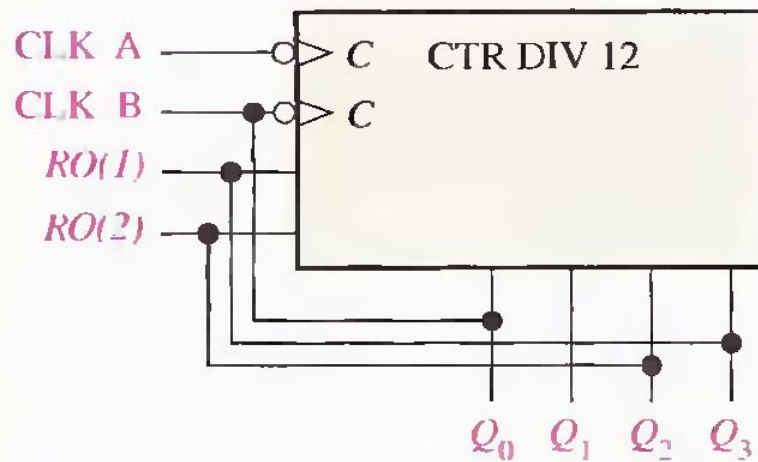 CLK A
C
CTR DIV 12
CLK B
C
RO(1)
RO(2)
Q₀ Q₁ Q₂ Q₃